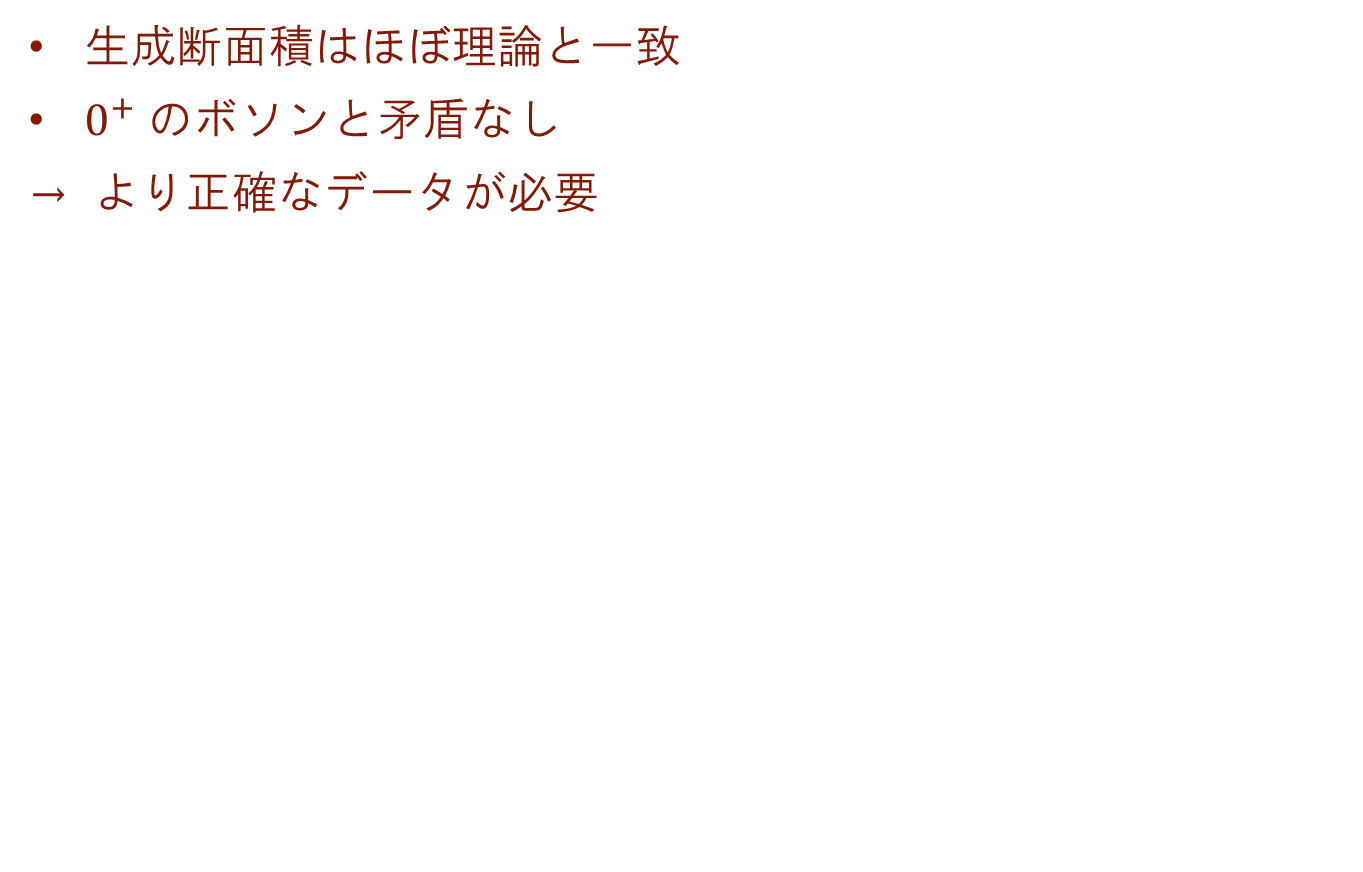 • 生成断面積はほぼ理論と一致
• 0⁺ のボソンと矛盾なし
→ より正確なデータが必要